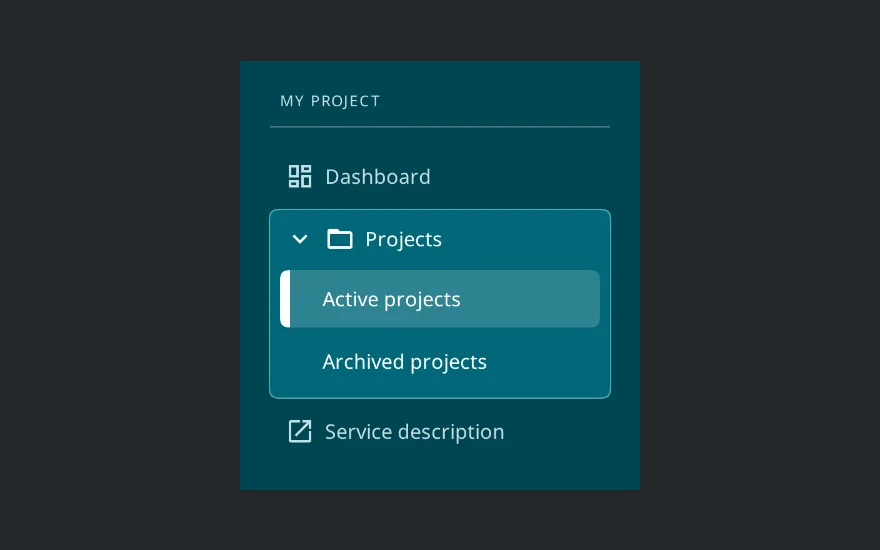 MY PROJECT
Dashboard
Projects
Active projects
Archived projects
Service description